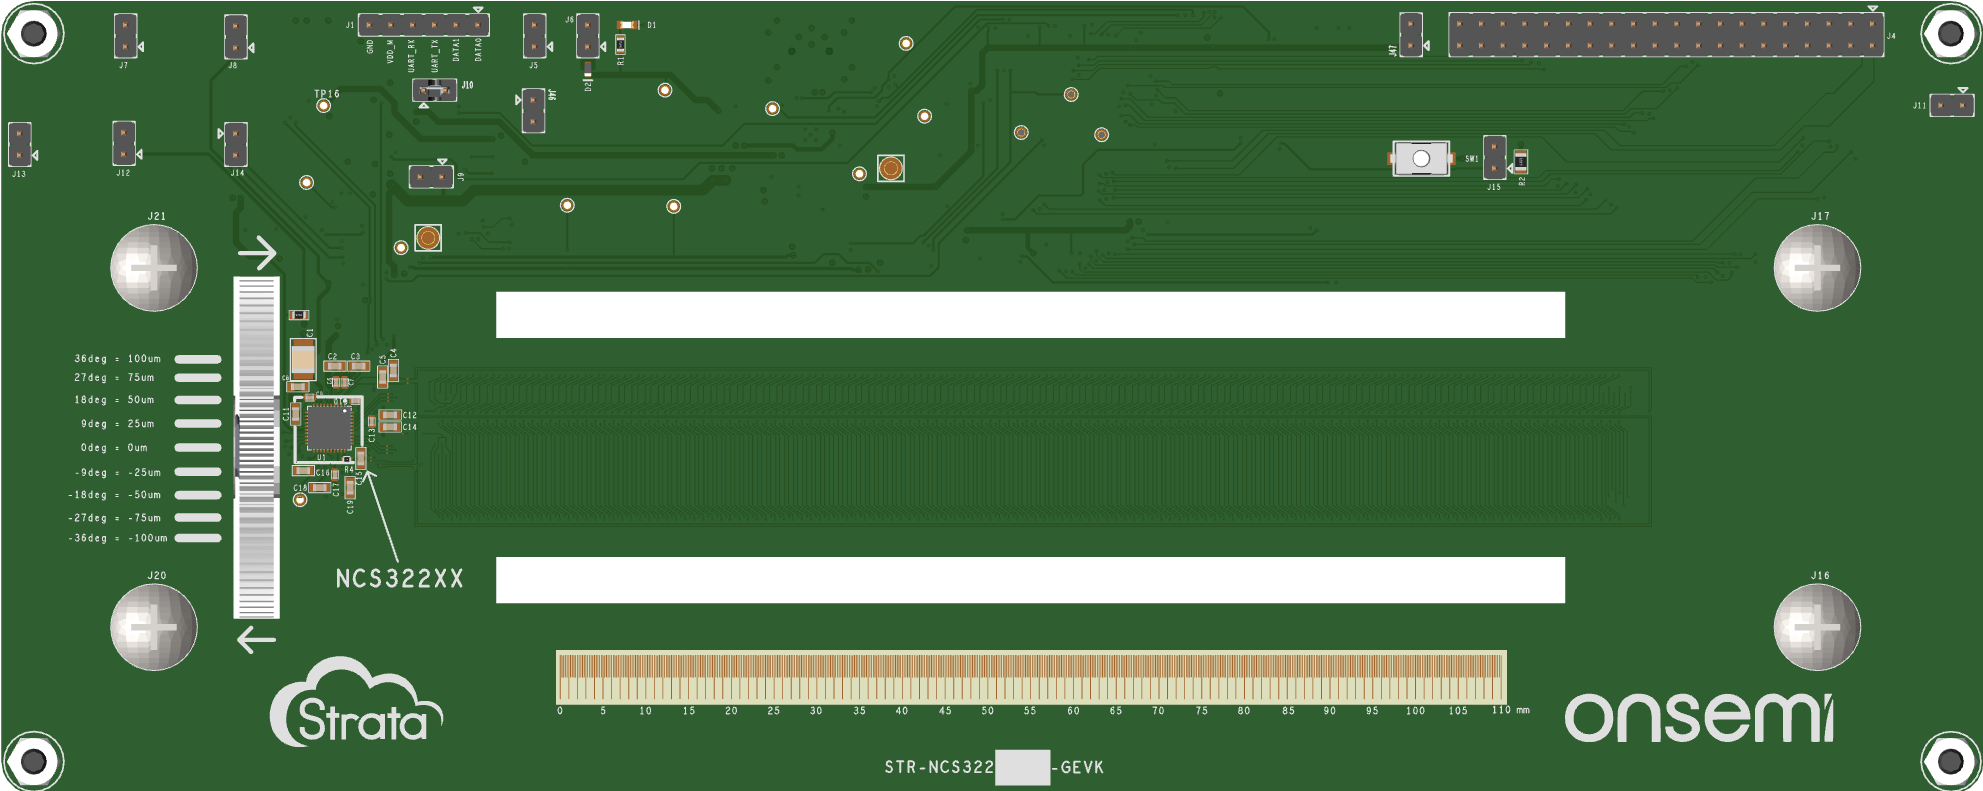 J7
J8
J1
GND
VDD_M
UART_RX
UART_TX
DATA1
DATA0
J5
J6
D1
R1
D2
J47
J4
J10
J46
TP16
J11
J13
J12
J14
J9
SW1
J15
R2
J21
J17
C1
C2
C3
C5
C4
C6
C11
C12
C14
C13
U1
R4
C15
C16
C17
C18
C19
36deg = 100um
27deg = 75um
18deg = 50um
9deg = 25um
0deg = 0um
-9deg = -25um
-18deg = -50um
-27deg = -75um
-36deg = -100um
NCS322XX
J20
J16
Strata
0 5 10 15 20 25 30 35 40 45 50 55 60 65 70 75 80 85 90 95 100 105 110 mm
onsemi
STR-NCS322 -GEVK